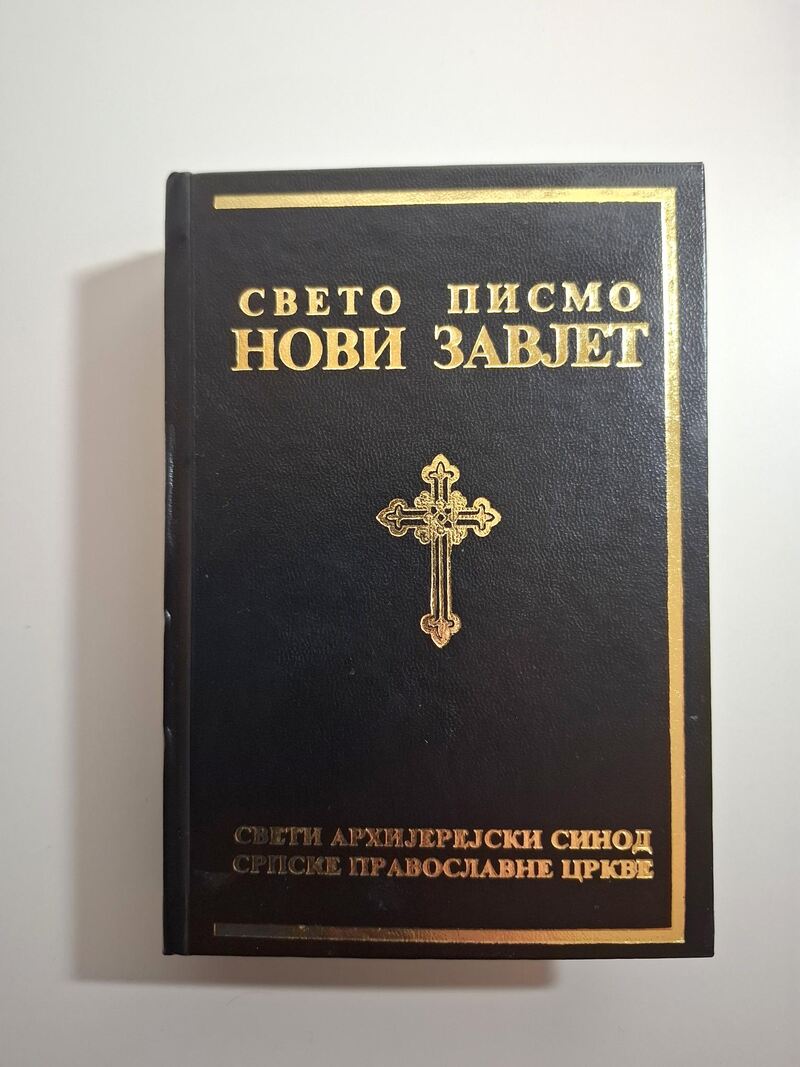 СВЕТО ПИСМО
НОВИ ЗАВЈЕТ
СВЕТИ АРХИЈЕРЕЈСКИ СИНОД
СРПСКЕ ПРАВОСЛАВНЕ ЦРКВЕ